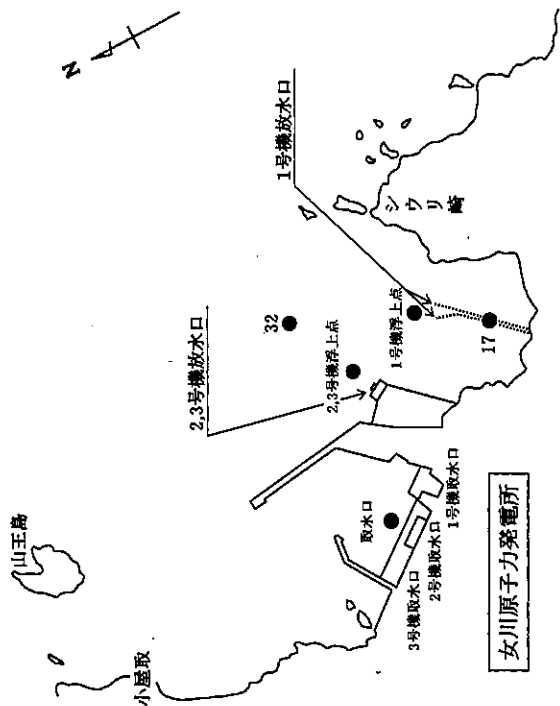 N
1号機放水口
2,3号機放水口
シウリ崎
32
1号機浮上点
2,3号機浮上点
17
山王島
取水口
1号機取水口
2号機取水口
3号機取水口
小屋取
女川原子力発電所